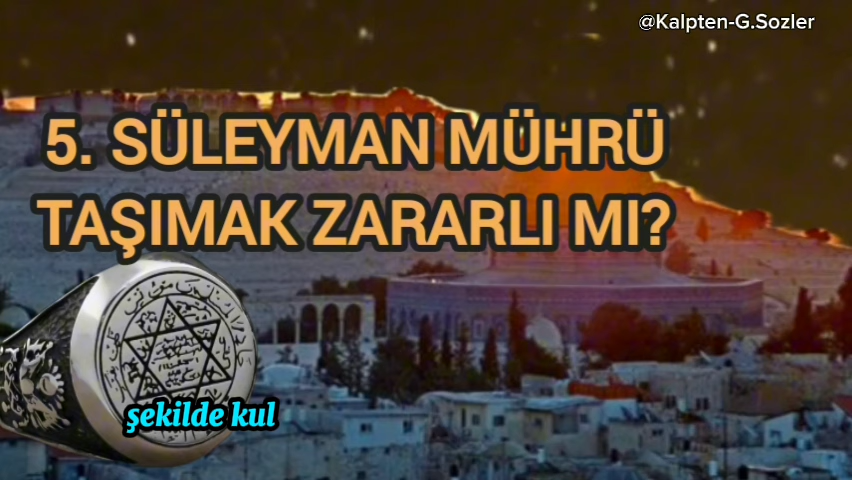 @Kalpten-G.Sozler
5. SÜLEYMAN MÜHRÜ
TAŞIMAK ZARARLI MI?
şekilde kul